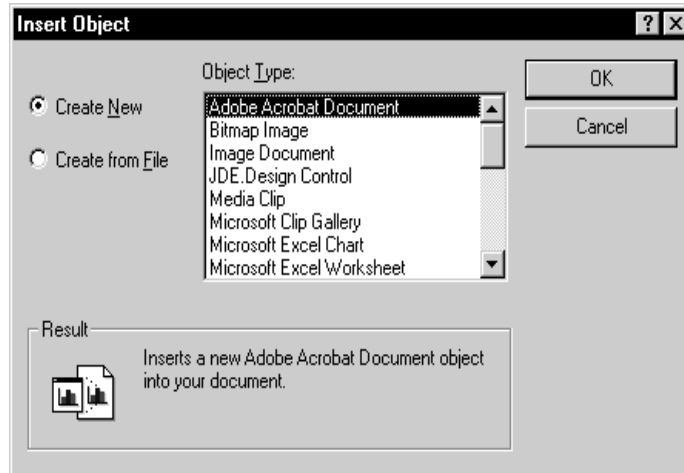 Insert Object
Object Type:
Create New
Create from File
Adobe Acrobat Document
Bitmap Image
Image Document
JDE.Design Control
Media Clip
Microsoft Clip Gallery
Microsoft Excel Chart
Microsoft Excel Worksheet
OK
Cancel
Result
Inserts a new Adobe Acrobat Document object
into your document.